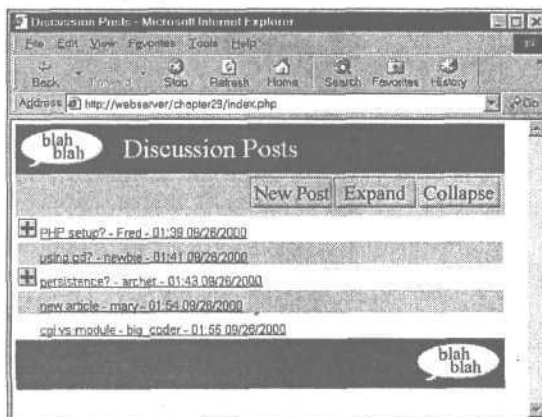 Discussion Posts - Microsoft Internet Explorer
File Edit View Favorites Tools Help
Back Forward Stop Refresh Home Search Favorites History
Address http://webserver/chapter29/index.php Go
blah
blah
Discussion Posts
New Post Expand Collapse
PHP setup? - Fred - 01:39 09/26/2000
using gd? - newbie - 01:41 09/26/2000
persistence? - archer - 01:43 09/26/2000
new article - mary - 01:54 09/26/2000
cgi vs module - big_coder - 01:55 09/26/2000
blah
blah